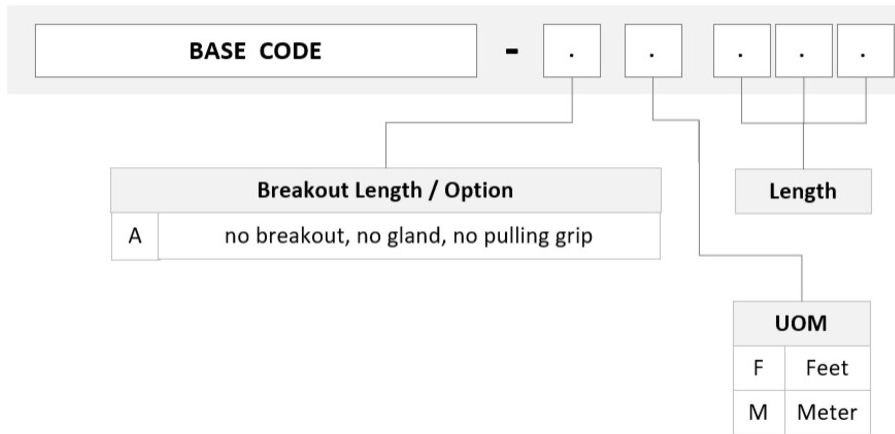 BASE CODE - . . . . .
Breakout Length / Option
A no breakout, no gland, no pulling grip
Length
UOM
F Feet
M Meter